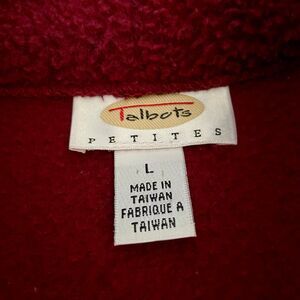 Talbots
PETITES
L
MADE IN
TAIWAN
FABRIQUE A
TAIWAN